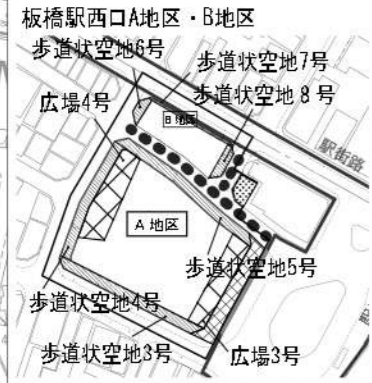 板橋駅西口A地区・B地区
歩道状空地6号
歩道状空地7号
広場4号
歩道状空地8号
B地区
駅街路
A地区
歩道状空地5号
歩道状空地4号
歩道状空地3号
広場3号